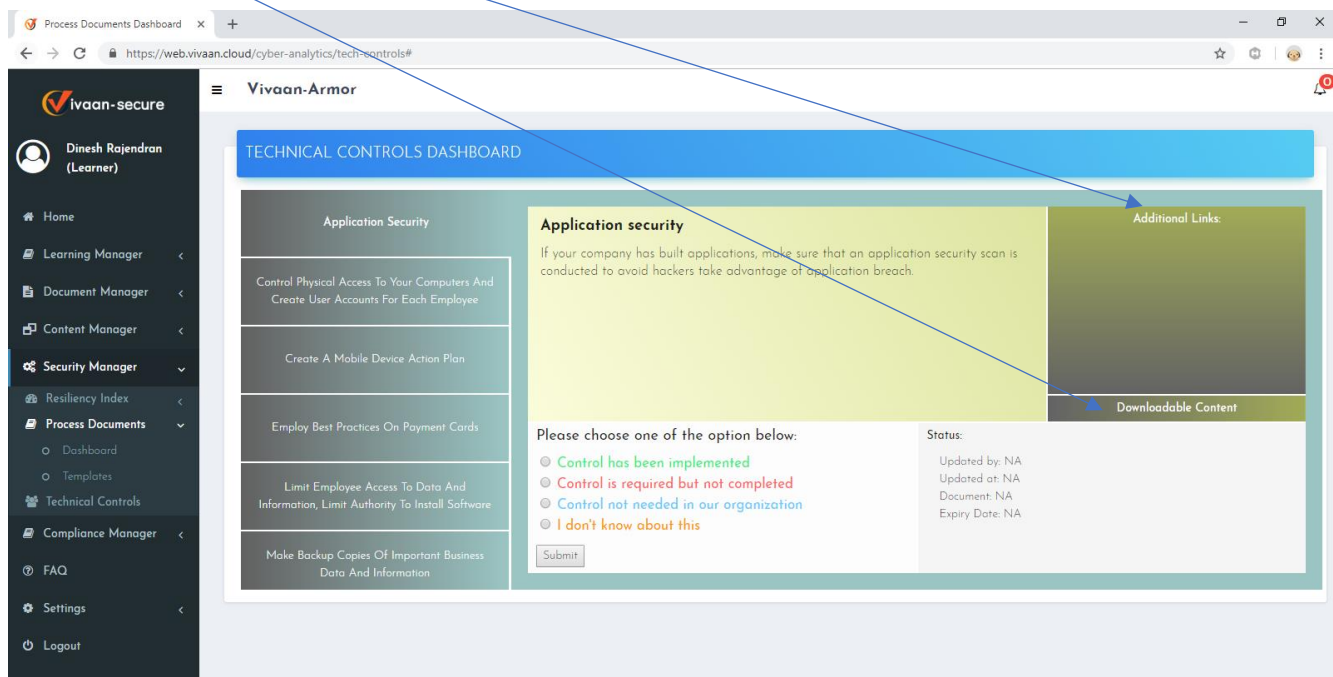 Process Documents Dashboard
https://web.vivaan.cloud/cyber-analytics/tech-controls#
Vivaan-secure
Vivaan-Armor
0
Dinesh Rajendran
(Learner)
Home
Learning Manager
Document Manager
Content Manager
Security Manager
Resiliency Index
Process Documents
Dashboard
Templates
Technical Controls
Compliance Manager
FAQ
Settings
Logout
TECHNICAL CONTROLS DASHBOARD
Application Security
Control Physical Access To Your Computers And
Create User Accounts For Each Employee
Create A Mobile Device Action Plan
Employ Best Practices On Payment Cards
Limit Employee Access To Data And
Information, Limit Authority To Install Software
Make Backup Copies Of Important Business
Data And Information
Application security
If your company has built applications, make sure that an application security scan is
conducted to avoid hackers take advantage of application breach.
Additional Links:
Downloadable Content
Please choose one of the option below:
Control has been implemented
Control is required but not completed
Control not needed in our organization
I don't know about this
Submit
Status:
Updated by: NA
Updated at: NA
Document: NA
Expiry Date: NA